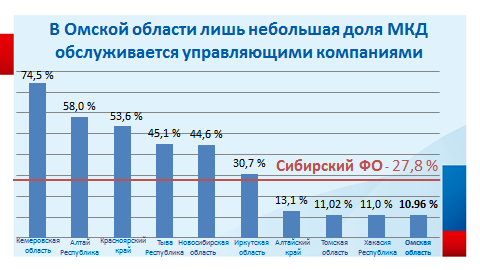 В Омской области лишь небольшая доля МКД
обслуживается управляющими компаниями
74,5 %
58,0 %
53,6 %
45,1 %
44,6 %
30,7 %
Сибирский ФО - 27,8 %
13,1 %
11,02 %
11,0 %
10.96 %
Кемеровская область
Алтай Республика
Красноярский край
Тыва Республика
Новосибирская область
Иркутская область
Алтайский край
Томская область
Хакасия Республика
Омская область